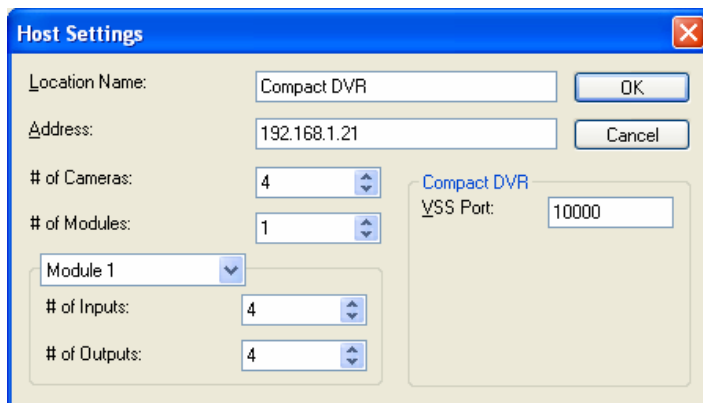 Host Settings
Location Name: Compact DVR OK
Address: 192.168.1.21 Cancel
# of Cameras: 4
# of Modules: 1
Compact DVR
VSS Port: 10000
Module 1
# of Inputs: 4
# of Outputs: 4